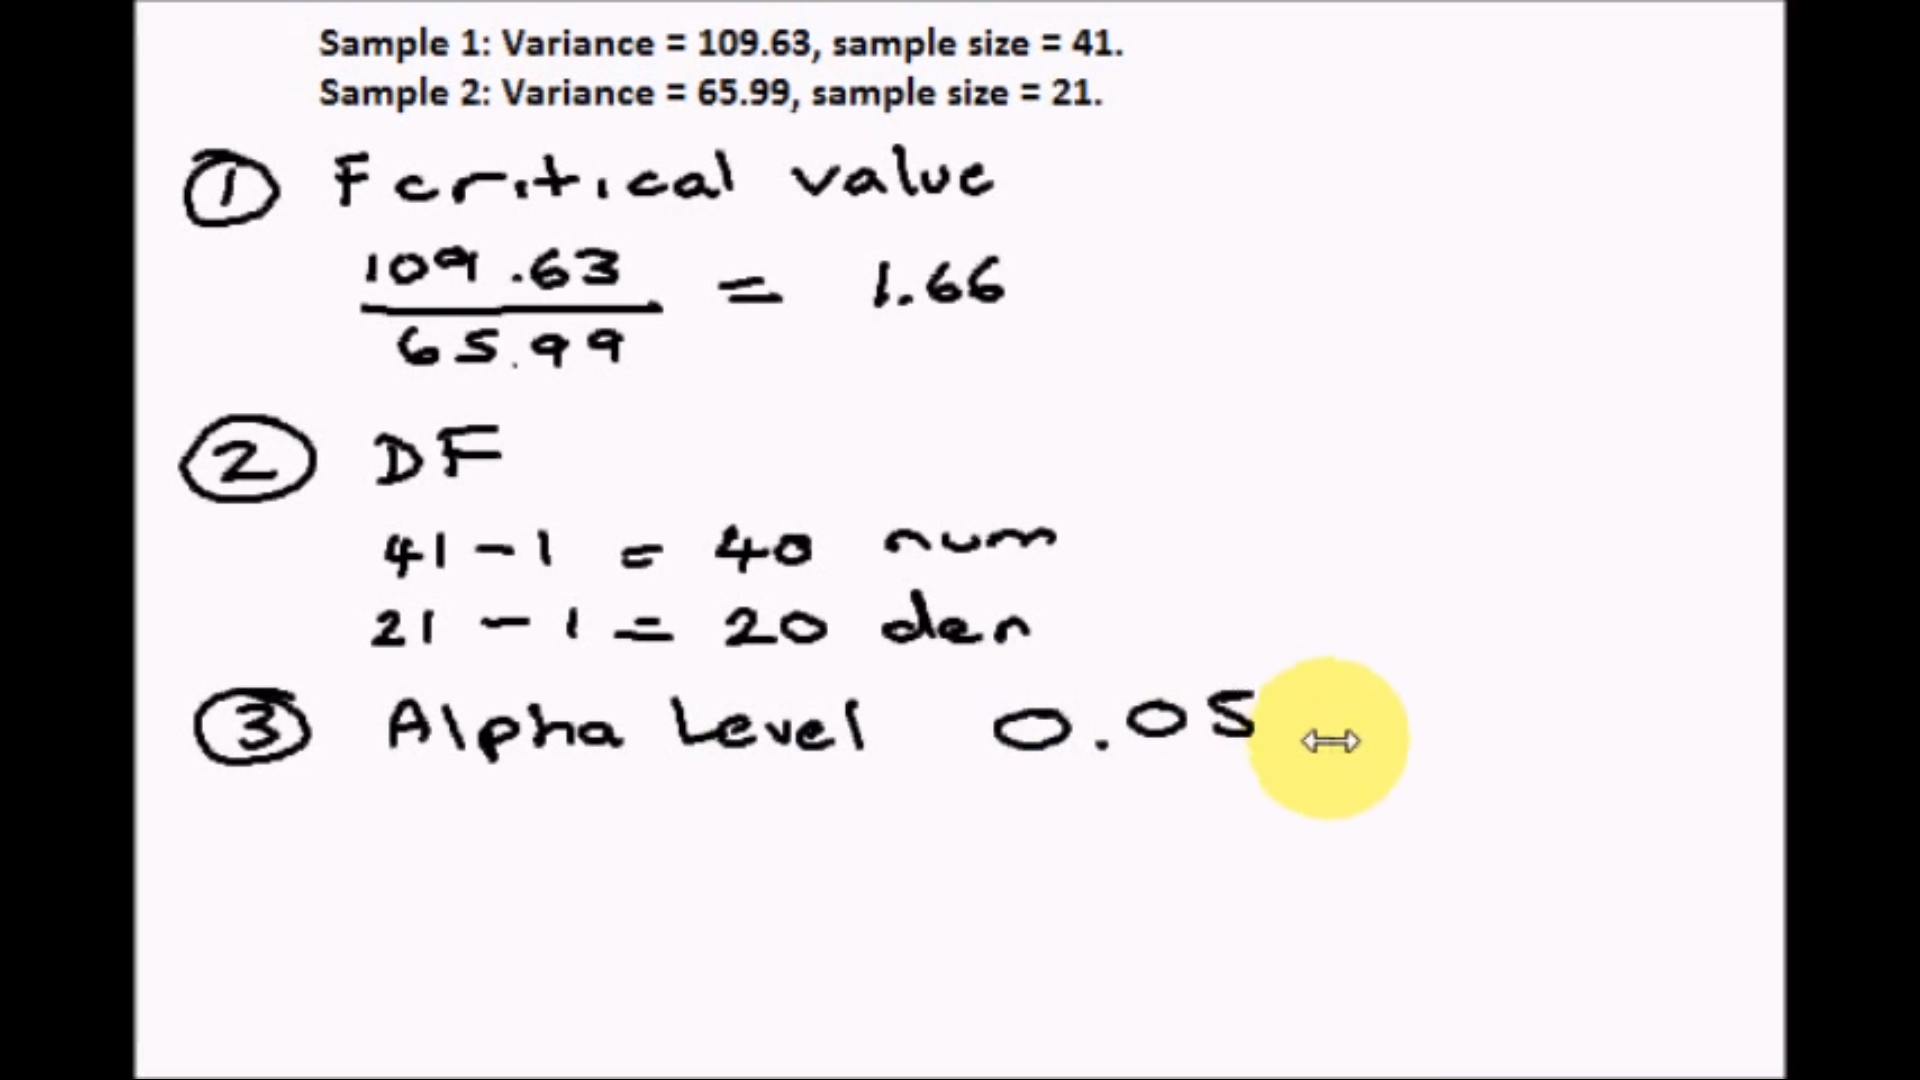 Sample 1: Variance = 109.63, sample size = 41.
Sample 2: Variance = 65.99, sample size = 21.
① F critical value
109.63
65.99
= 1.66
② DF
41 - 1 = 40 num
21 - 1 = 20 den
③ Alpha Level 0.05